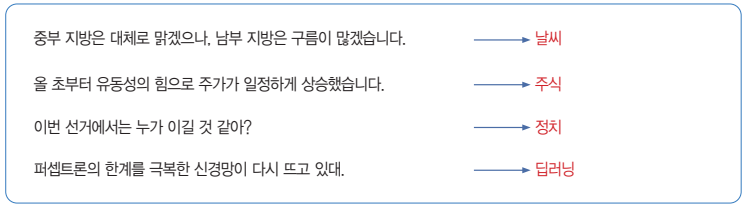 중부 지방은 대체로 맑겠으나, 남부 지방은 구름이 많겠습니다. 날씨
올 초부터 유동성의 힘으로 주가가 일정하게 상승했습니다. 주식
이번 선거에서는 누가 이길 것 같아? 정치
퍼셉트론의 한계를 극복한 신경망이 다시 뜨고 있대. 딥러닝